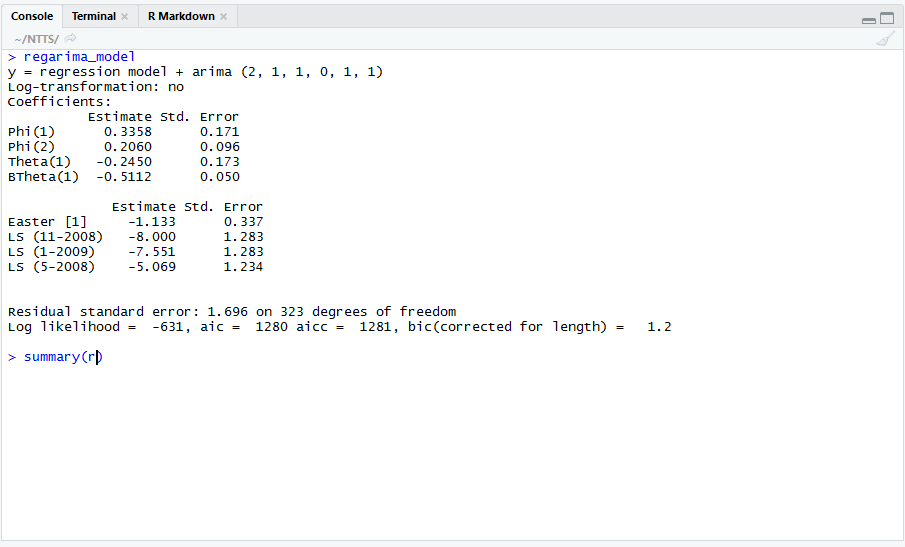 Console Terminal × R Markdown ×
~/NTTS/
> regarima_model
y = regression model + arima (2, 1, 1, 0, 1, 1)
Log-transformation: no
Coefficients:
          Estimate Std. Error
Phi(1)      0.3358      0.171
Phi(2)      0.2060      0.096
Theta(1)   -0.2450      0.173
BTheta(1)  -0.5112      0.050

             Estimate Std. Error
Easter [1]     -1.133      0.337
LS (11-2008)   -8.000      1.283
LS (1-2009)    -7.551      1.283
LS (5-2008)    -5.069      1.234


Residual standard error: 1.696 on 323 degrees of freedom
Log likelihood =  -631, aic =  1280 aicc =  1281, bic(corrected for length) =   1.2

> summary(r)